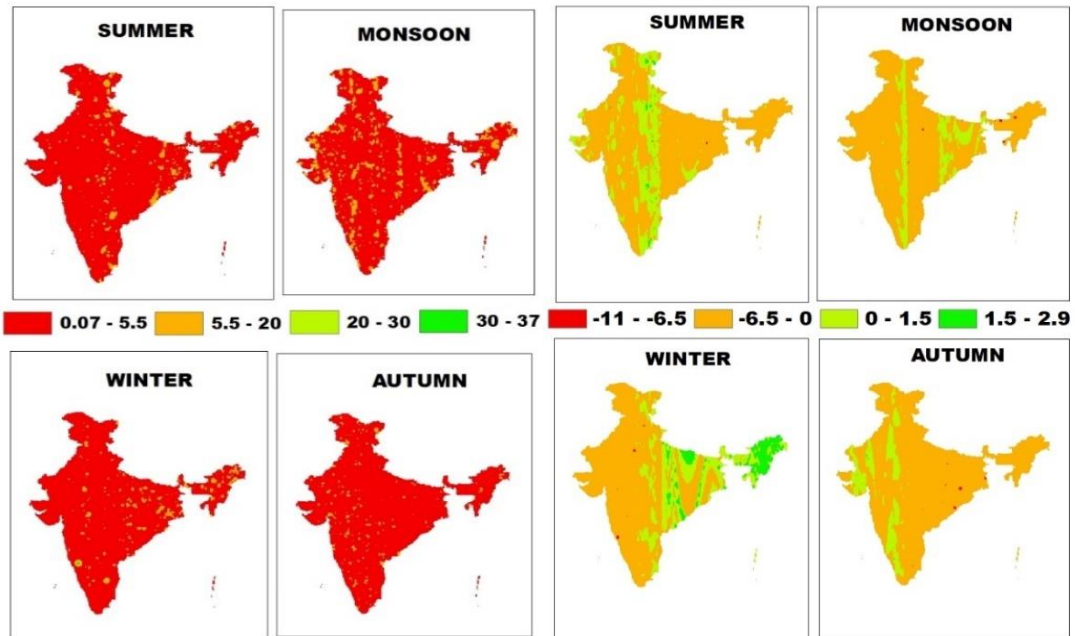 SUMMER
MONSOON
SUMMER
MONSOON
0.07 - 5.5
5.5 - 20
20 - 30
30 - 37
-11 - -6.5
-6.5 - 0
0 - 1.5
1.5 - 2.9
WINTER
AUTUMN
WINTER
AUTUMN